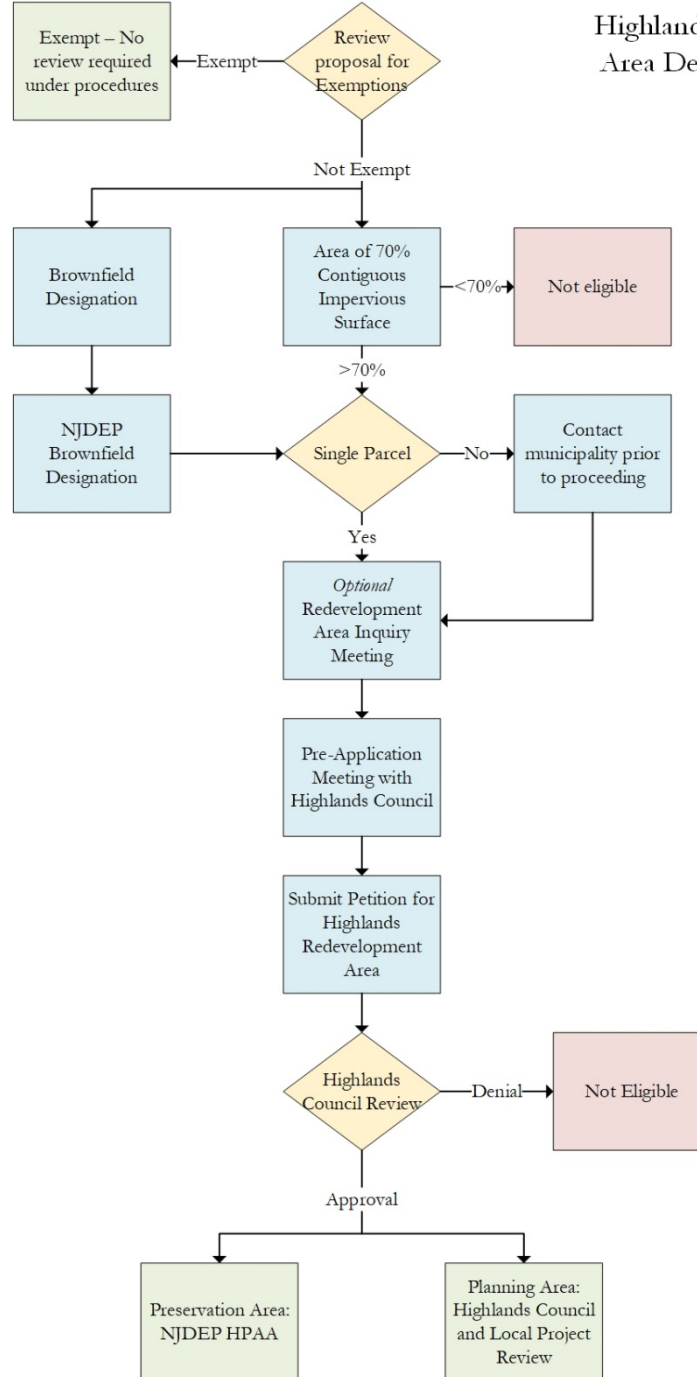 Highland
Area De
Exempt – No
review required
under procedures
Exempt
Review
proposal for
Exemptions
Not Exempt
Brownfield
Designation
Area of 70%
Contiguous
Impervious
Surface
<70%
Not eligible
>70%
NJDEP
Brownfield
Designation
Single Parcel
No
Contact
municipality prior
to proceeding
Yes
Optional
Redevelopment
Area Inquiry
Meeting
Pre-Application
Meeting with
Highlands Council
Submit Petition for
Highlands
Redevelopment
Area
Highlands
Council Review
Denial
Not Eligible
Approval
Preservation Area:
NJDEP HPAA
Planning Area:
Highlands Council
and Local Project
Review